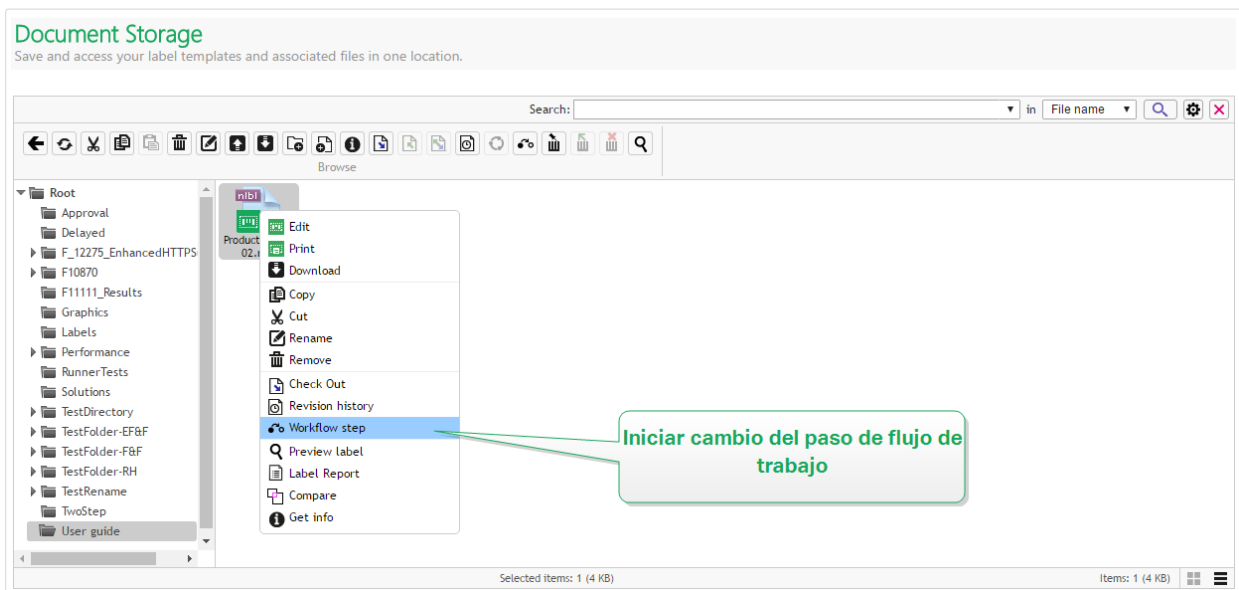 Document Storage
Save and access your label templates and associated files in one location.
Search:
in
File name
Browse
Root
Approval
Delayed
F_12275_EnhancedHTTPS
F10870
F11111_Results
Graphics
Labels
Performance
RunnerTests
Solutions
TestDirectory
TestFolder-EF&F
TestFolder-F&F
TestFolder-RH
TestRename
TwoStep
User guide
nlbl
Product
02.
Edit
Print
Download
Copy
Cut
Rename
Remove
Check Out
Revision history
Workflow step
Preview label
Label Report
Compare
Get info
Iniciar cambio del paso de flujo de
trabajo
Selected items: 1 (4 KB)
Items: 1 (4 KB)